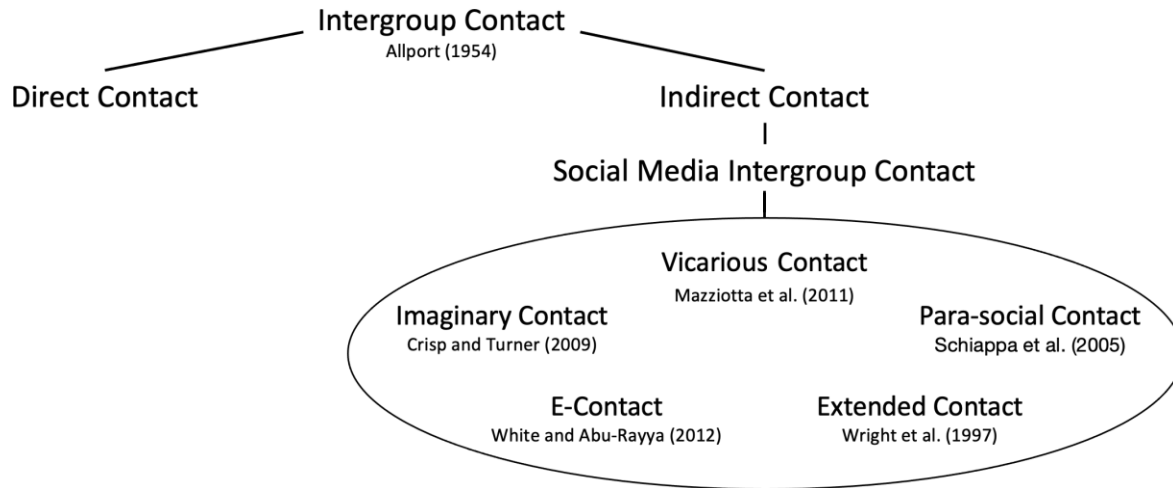 Intergroup Contact
Allport (1954)
Direct Contact
Indirect Contact
Social Media Intergroup Contact
Vicarious Contact
Mazziotta et al. (2011)
Imaginary Contact
Crisp and Turner (2009)
Para-social Contact
Schiappa et al. (2005)
E-Contact
White and Abu-Rayya (2012)
Extended Contact
Wright et al. (1997)